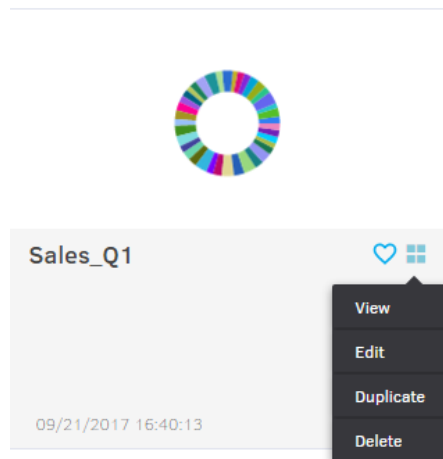 Sales_Q1
View
Edit
Duplicate
09/21/2017 16:40:13
Delete